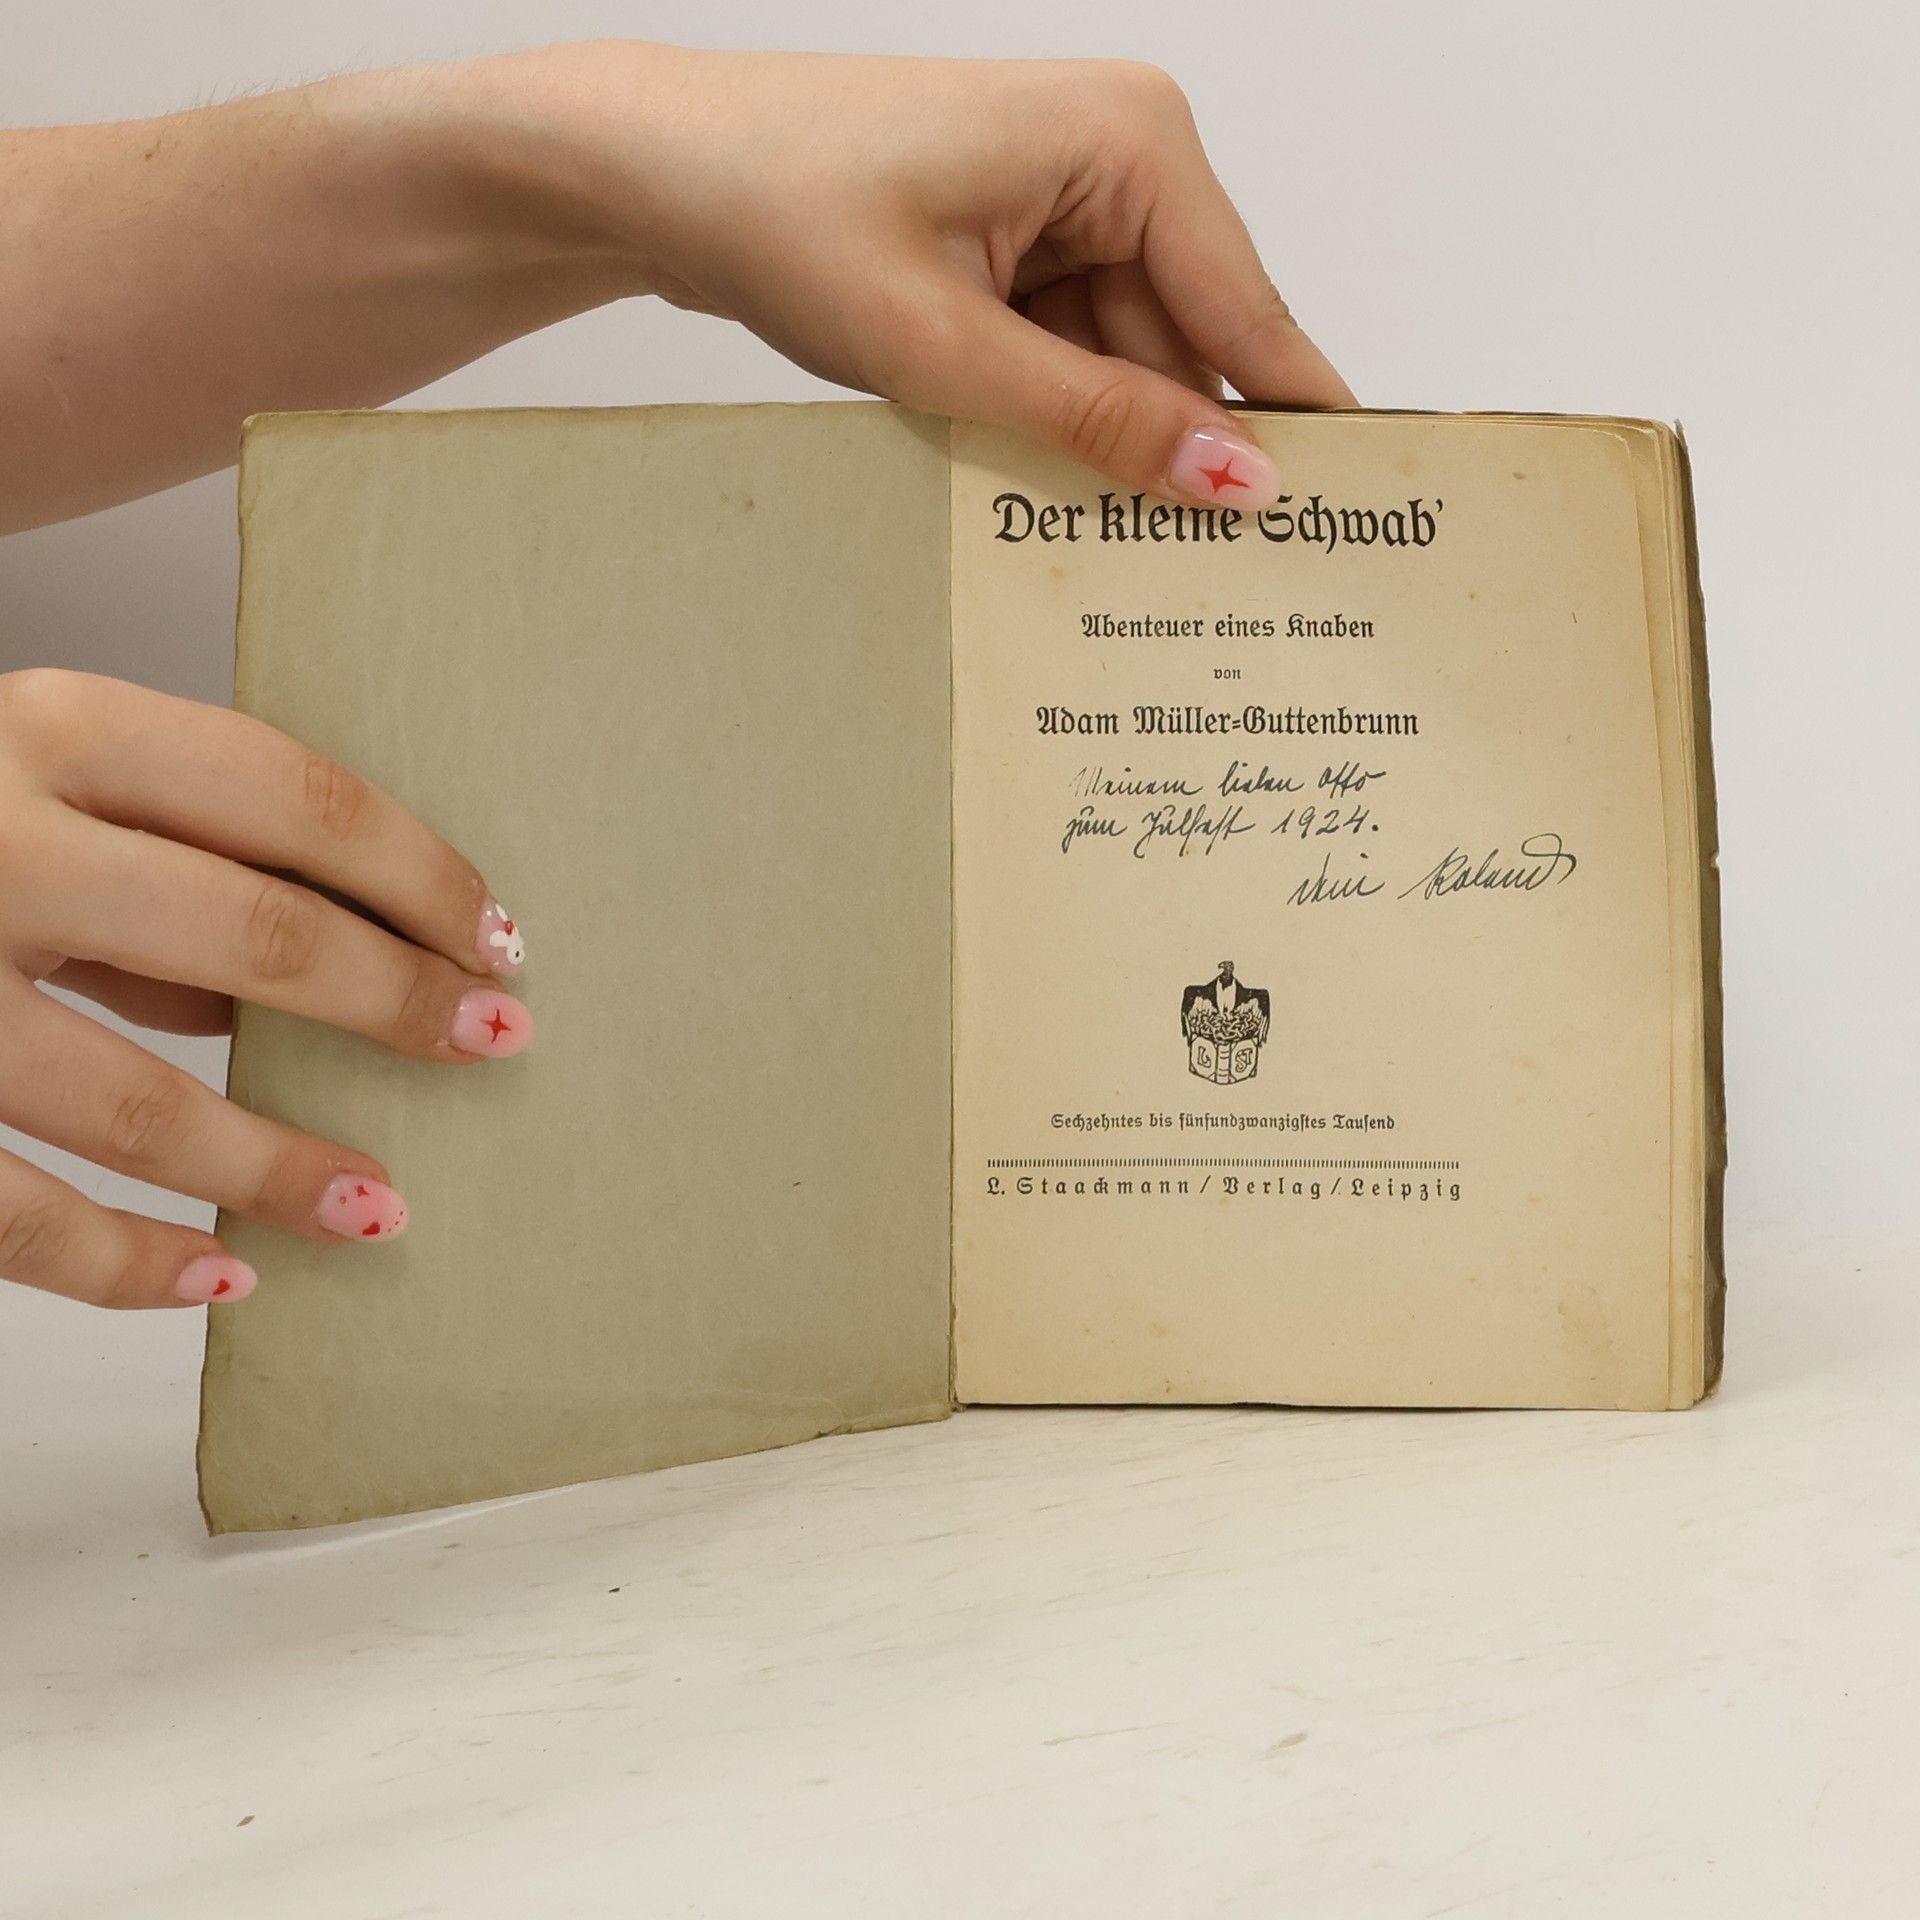 Der kleine Schwab'
Abenteuer eines Knaben
von
Adam Müller=Guttenbrunn
Meinem lieben Otto
zum Julfest 1924.
Dein Roland
L St
Sechzehntes bis fünfundzwanzigstes Tausend
L. Staackmann / Verlag / Leipzig